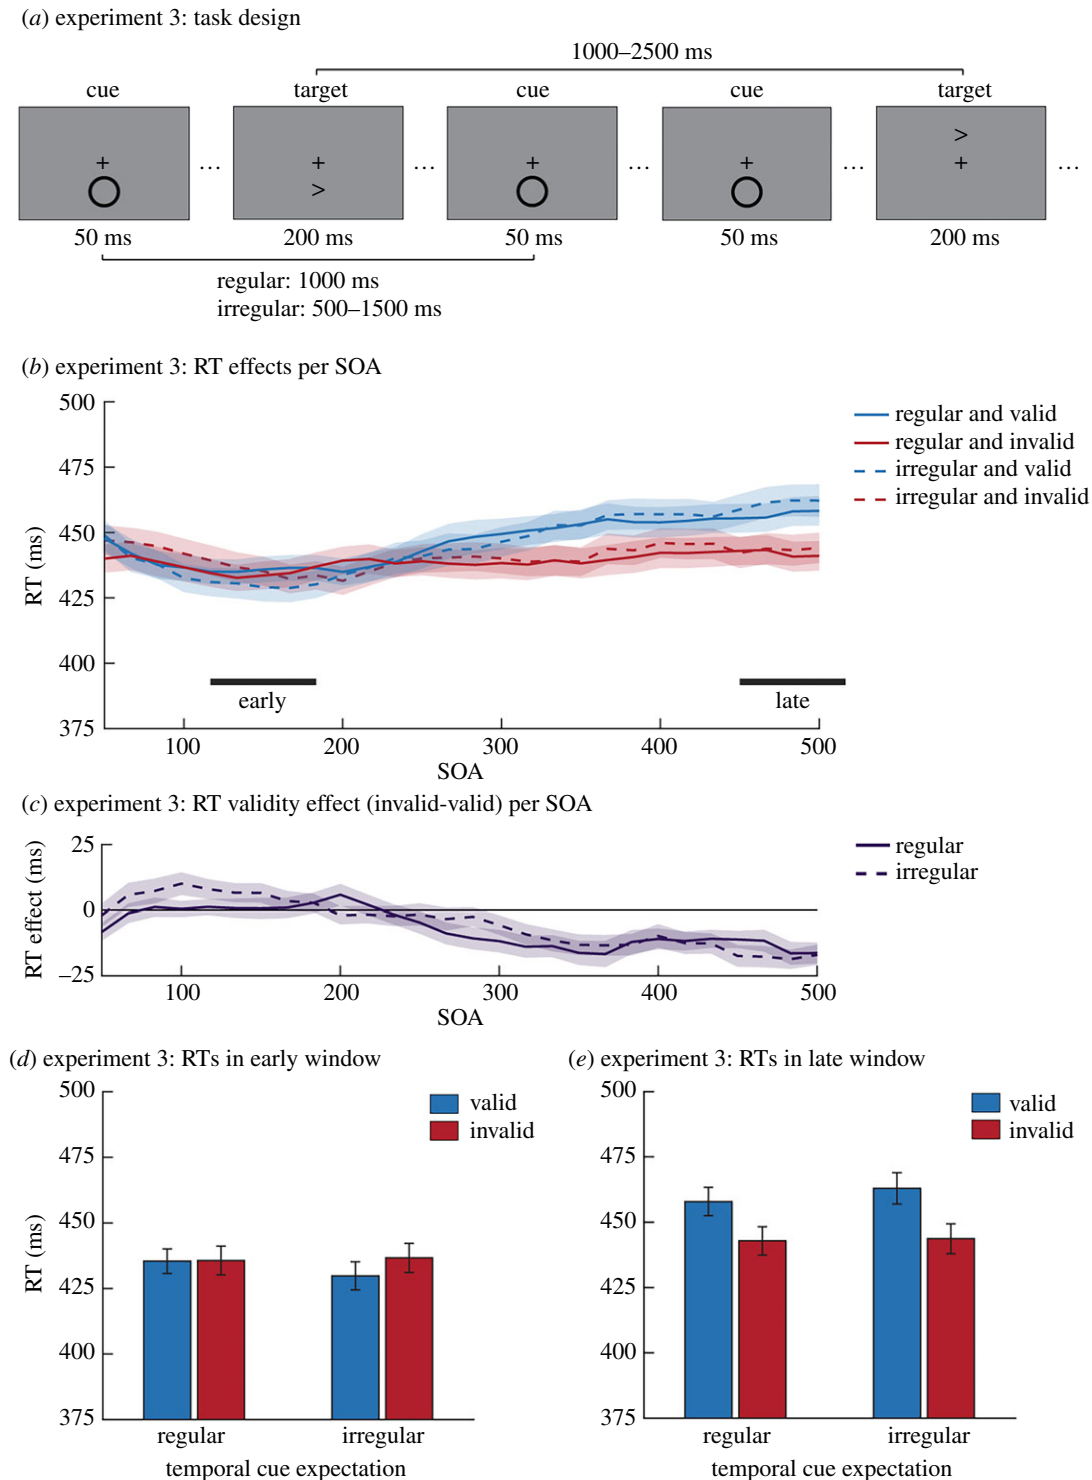 (a) experiment 3: task design
1000–2500 ms
cue target cue cue target
+ + + + >
> +
... ... ... ... ...
50 ms 200 ms 50 ms 50 ms 200 ms
regular: 1000 ms
irregular: 500–1500 ms
(b) experiment 3: RT effects per SOA
500
475
450
425
400
375
RT (ms)
regular and valid
regular and invalid
irregular and valid
irregular and invalid
early late
100 200 300 400 500
SOA
(c) experiment 3: RT validity effect (invalid-valid) per SOA
25
0
–25
RT effect (ms)
regular
irregular
100 200 300 400 500
SOA
(d) experiment 3: RTs in early window
500
475
450
425
400
375
RT (ms)
valid
invalid
regular irregular
temporal cue expectation
(e) experiment 3: RTs in late window
500
475
450
425
400
375
valid
invalid
regular irregular
temporal cue expectation